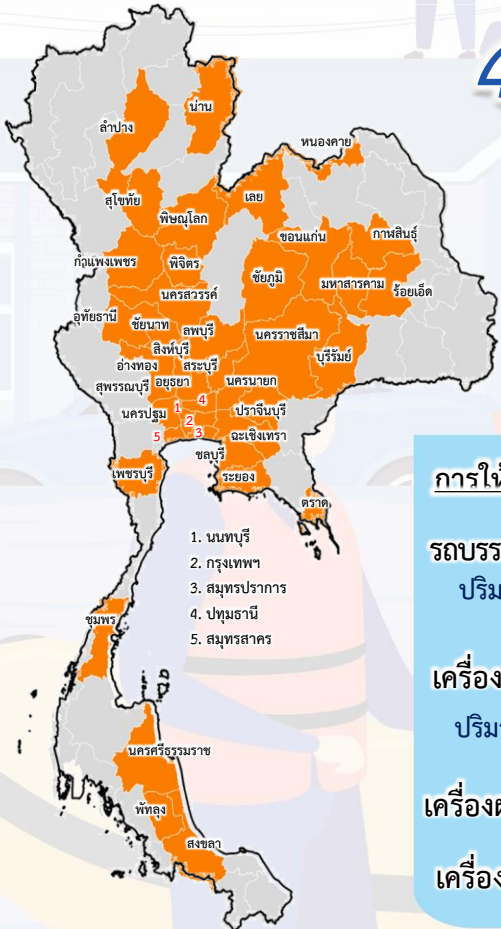 4
น่าน
ลำปาง
หนองคาย
สุโขทัย
เลย
พิษณุโลก
ขอนแก่น
กาฬสินธุ์
กำแพงเพชร
พิจิตร
ชัยภูมิ
มหาสารคาม
ร้อยเอ็ด
นครสวรรค์
อุทัยธานี
ชัยนาท
ลพบุรี
นครราชสีมา
สิงห์บุรี
บุรีรัมย์
อ่างทอง
สระบุรี
สุพรรณบุรี
อยุธยา
นครนายก
4
1
นครปฐม
ปราจีนบุรี
2
5
3
ฉะเชิงเทรา
ชลบุรี
เพชรบุรี
ระยอง
ตราด
1. นนทบุรี
2. กรุงเทพฯ
3. สมุทรปราการ
4. ปทุมธานี
5. สมุทรสาคร
ชุมพร
นครศรีธรรมราช
พัทลุง
สงขลา
การให้
รถบรร
ปริม
เครื่อง
ปริม
เครื่อง
เครื่อง